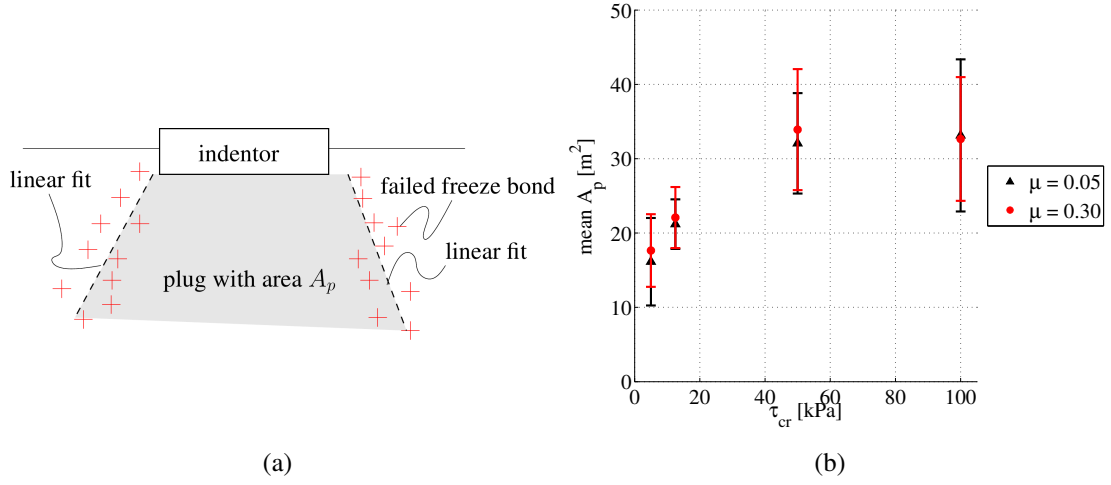 indentor
linear fit
failed freeze bond
linear fit
plug with area A_p
(a)
50
40
30
20
10
0
mean A_p [m^2]
0 20 40 60 80 100
τ_cr [kPa]
μ = 0.05
μ = 0.30
(b)